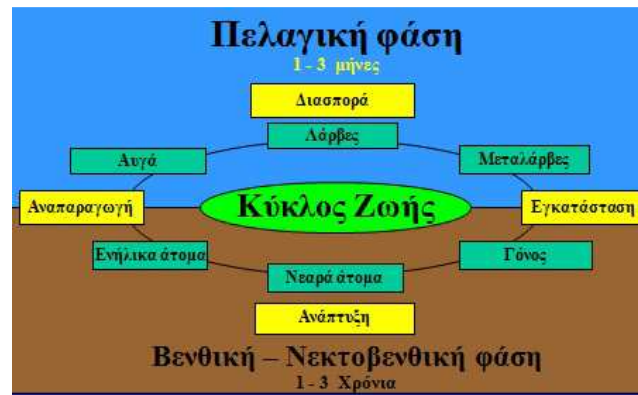 Πελαγική φάση
1 - 3 μήνες
Διασπορά
Λάρβες
Αυγά
Μεταλάρβες
Αναπαραγωγή
Κύκλος Ζωής
Εγκατάσταση
Ενήλικα άτομα
Γόνος
Νεαρά άτομα
Ανάπτυξη
Βενθική – Νεκτοβενθική φάση
1 - 3 Χρόνια